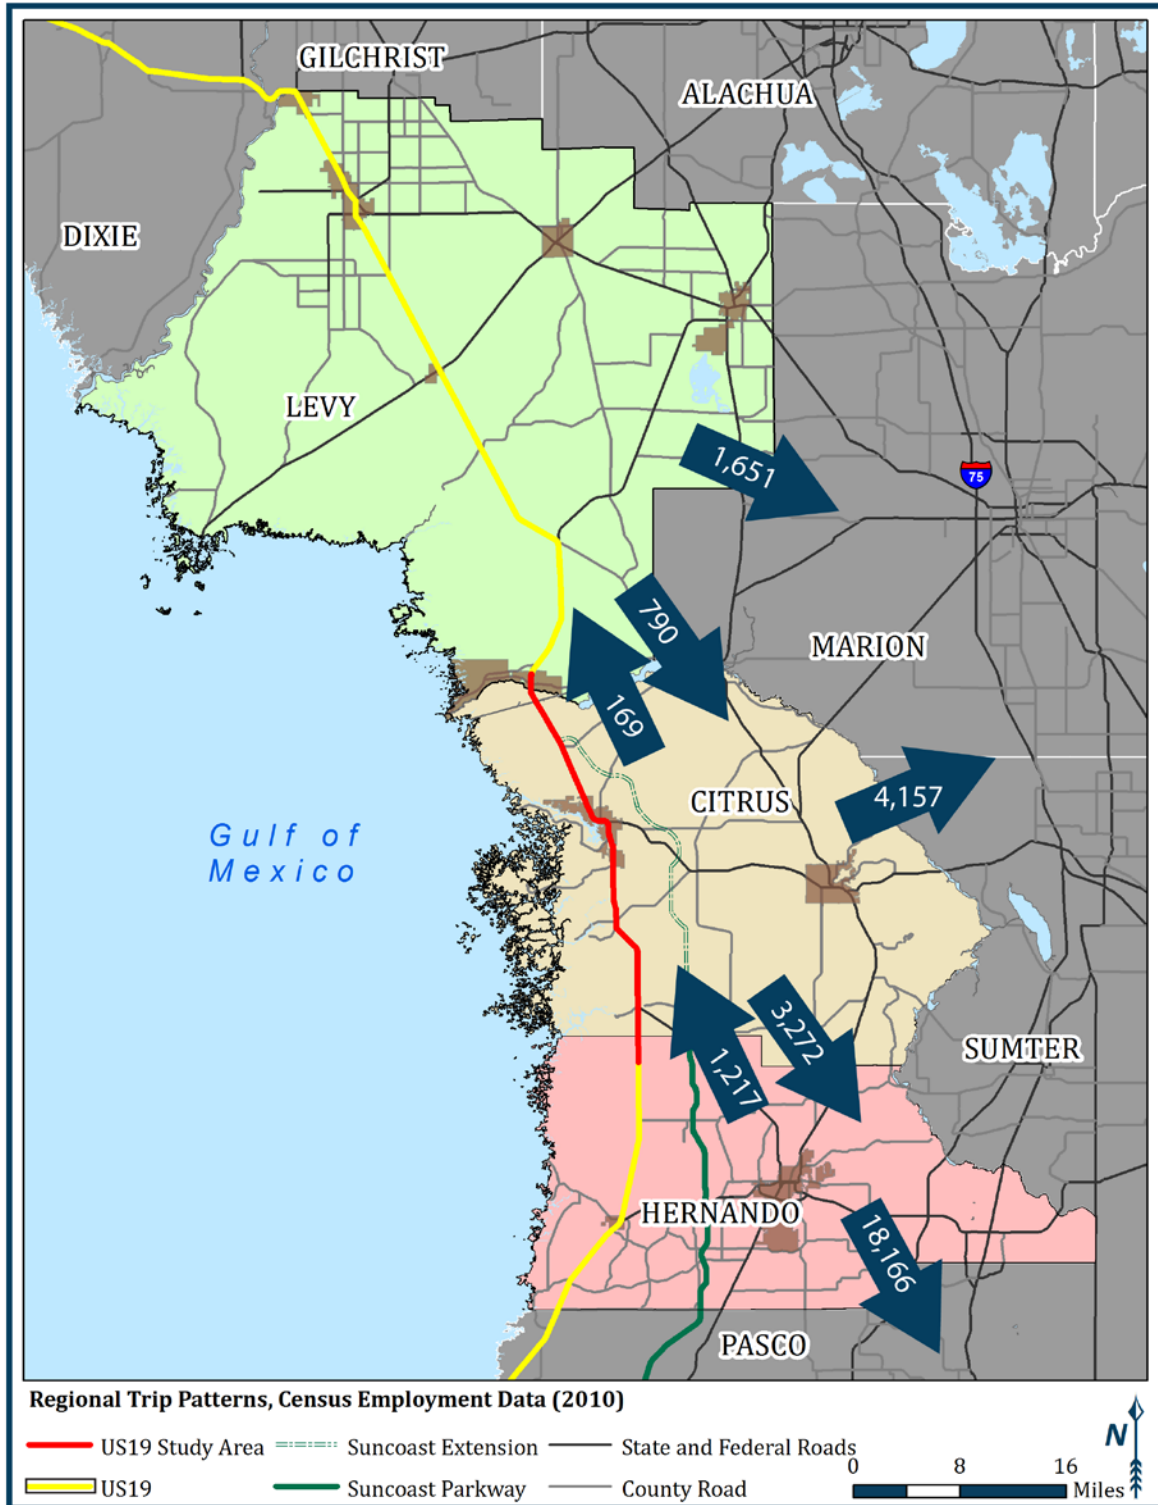 GILCHRIST
ALACHUA
DIXIE
LEVY
1,651
75
790
169
MARION
CITRUS
4,157
Gulf of
Mexico
3,272
1,217
SUMTER
HERNANDO
18,166
PASCO
Regional Trip Patterns, Census Employment Data (2010)
US19 Study Area
Suncoast Extension
State and Federal Roads
US19
Suncoast Parkway
County Road
0 8 16
Miles
N